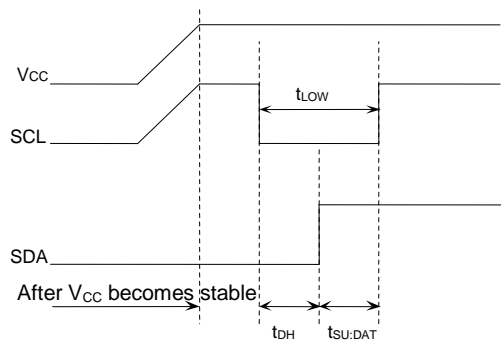 VCC
tLOW
SCL
SDA
After VCC becomes stable
tDH
tSU;DAT